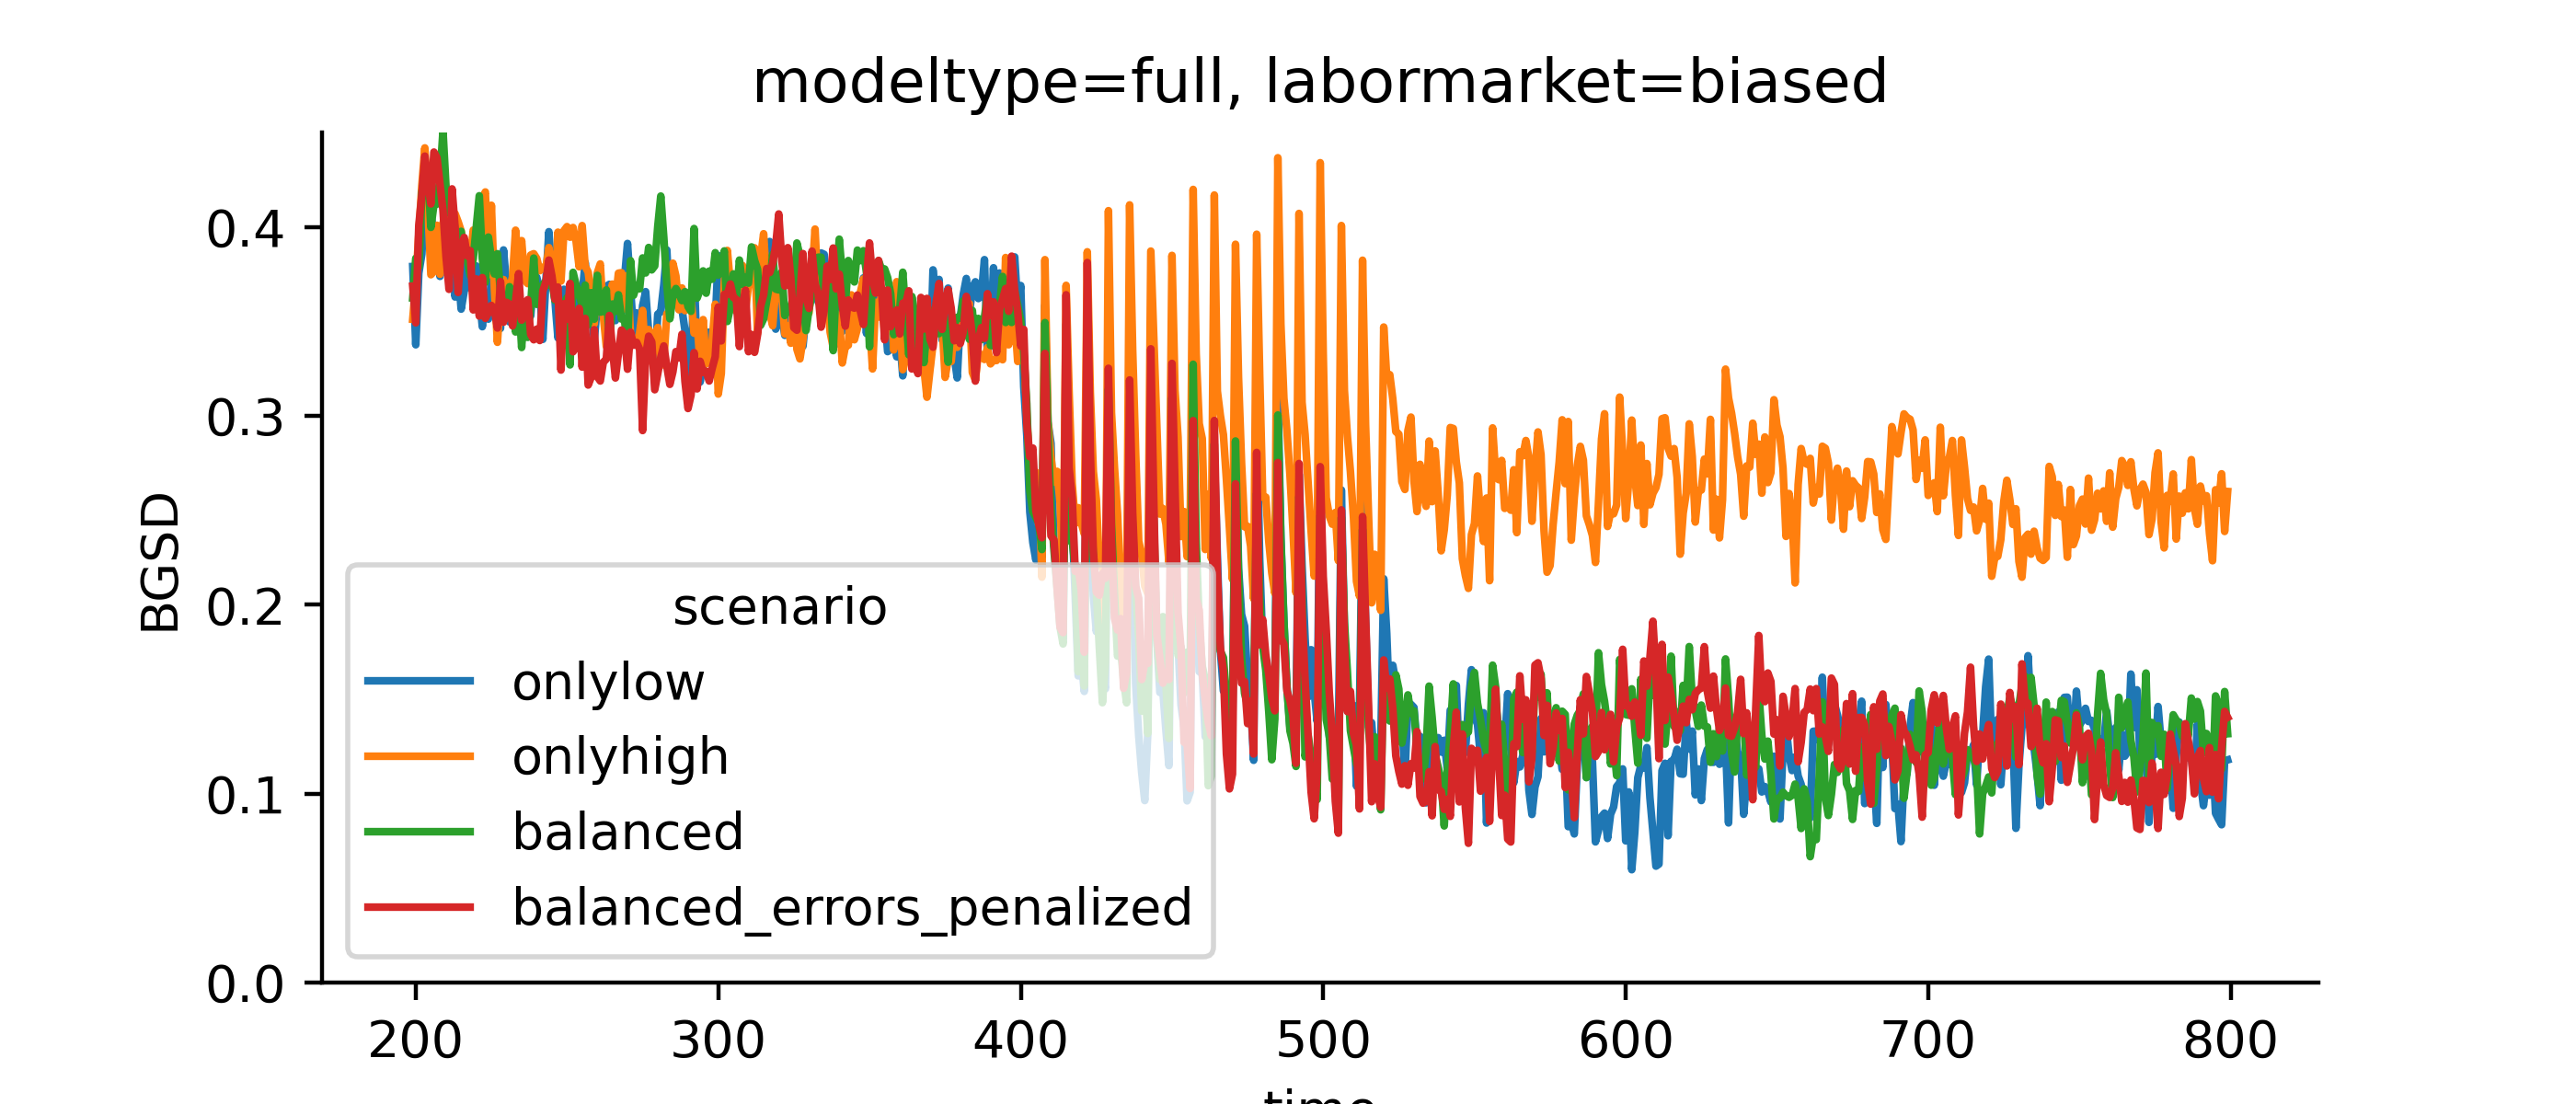 modeltype=full, labormarket=biased
BGSD
0.4
0.3
0.2
0.1
0.0
scenario
onlylow
onlyhigh
balanced
balanced_errors_penalized
200 300 400 500 600 700 800
time